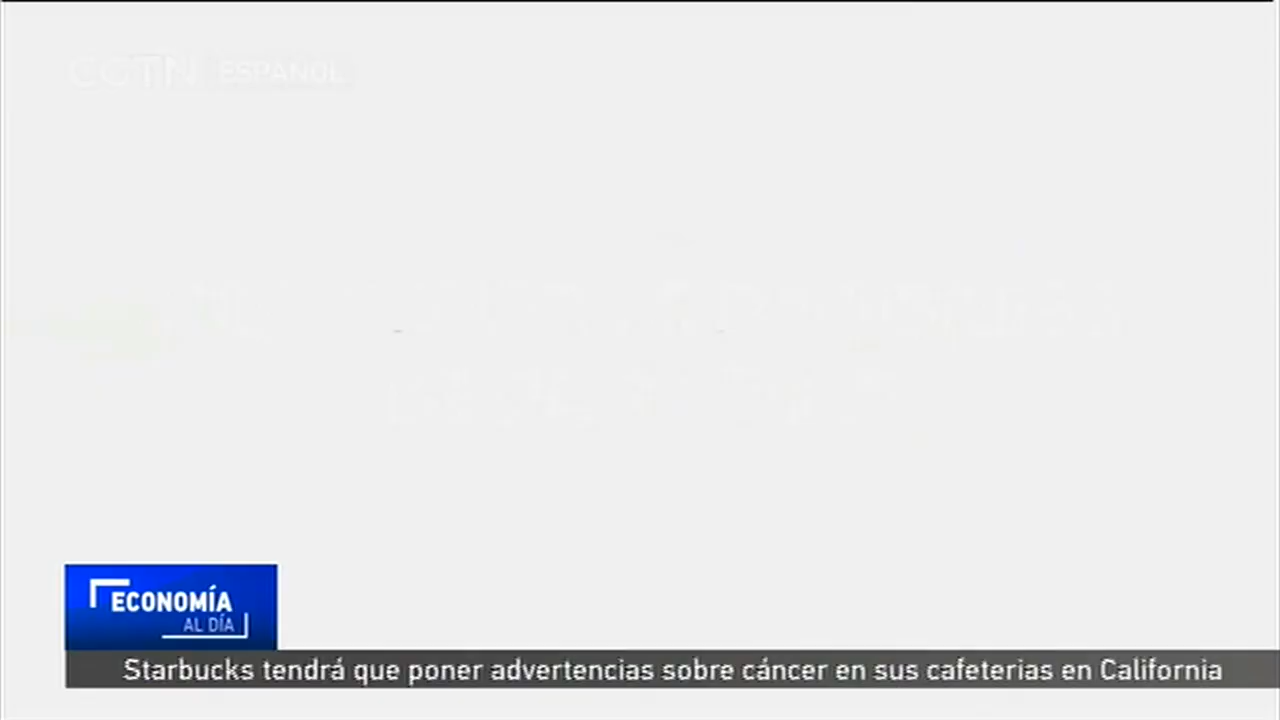 CGTN ESPAÑOL
ECONOMÍA
AL DÍA
Starbucks tendrá que poner advertencias sobre cáncer en sus cafeterias en California